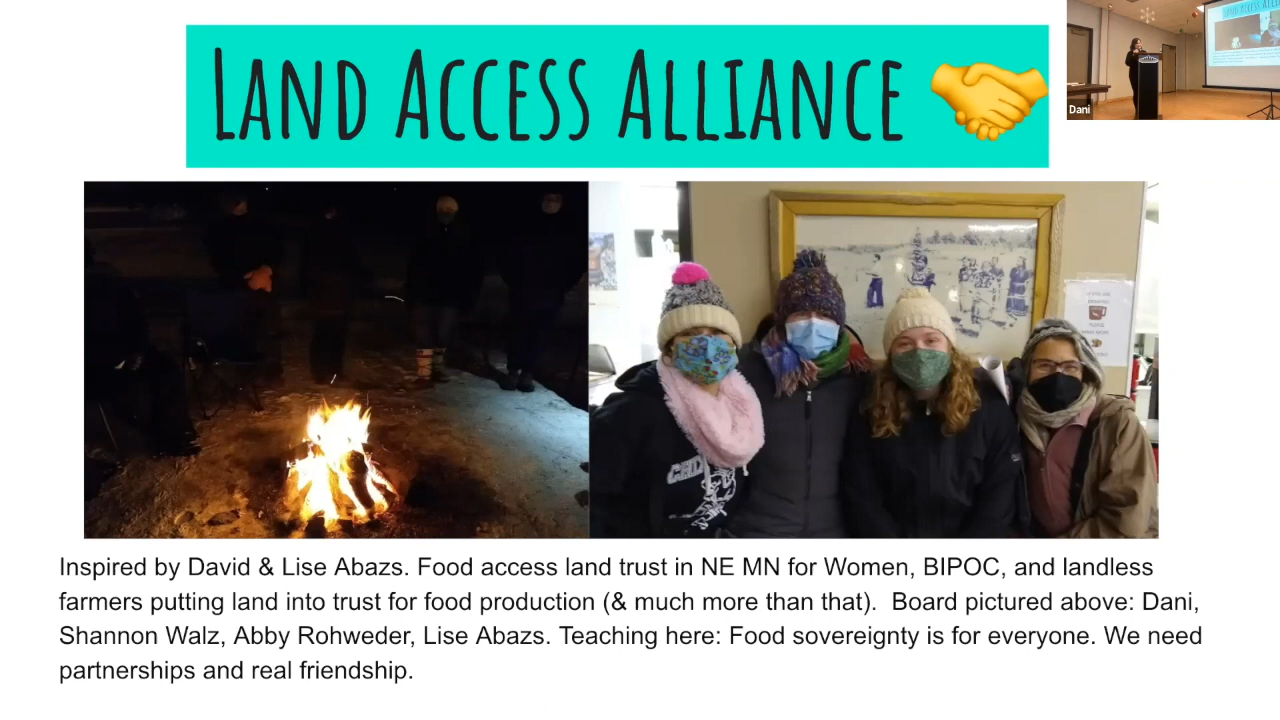 LAND ACCESS ALLIANCE
Dani
Inspired by David & Lise Abazs. Food access land trust in NE MN for Women, BIPOC, and landless
farmers putting land into trust for food production (& much more than that).  Board pictured above: Dani,
Shannon Walz, Abby Rohweder, Lise Abazs. Teaching here: Food sovereignty is for everyone. We need
partnerships and real friendship.